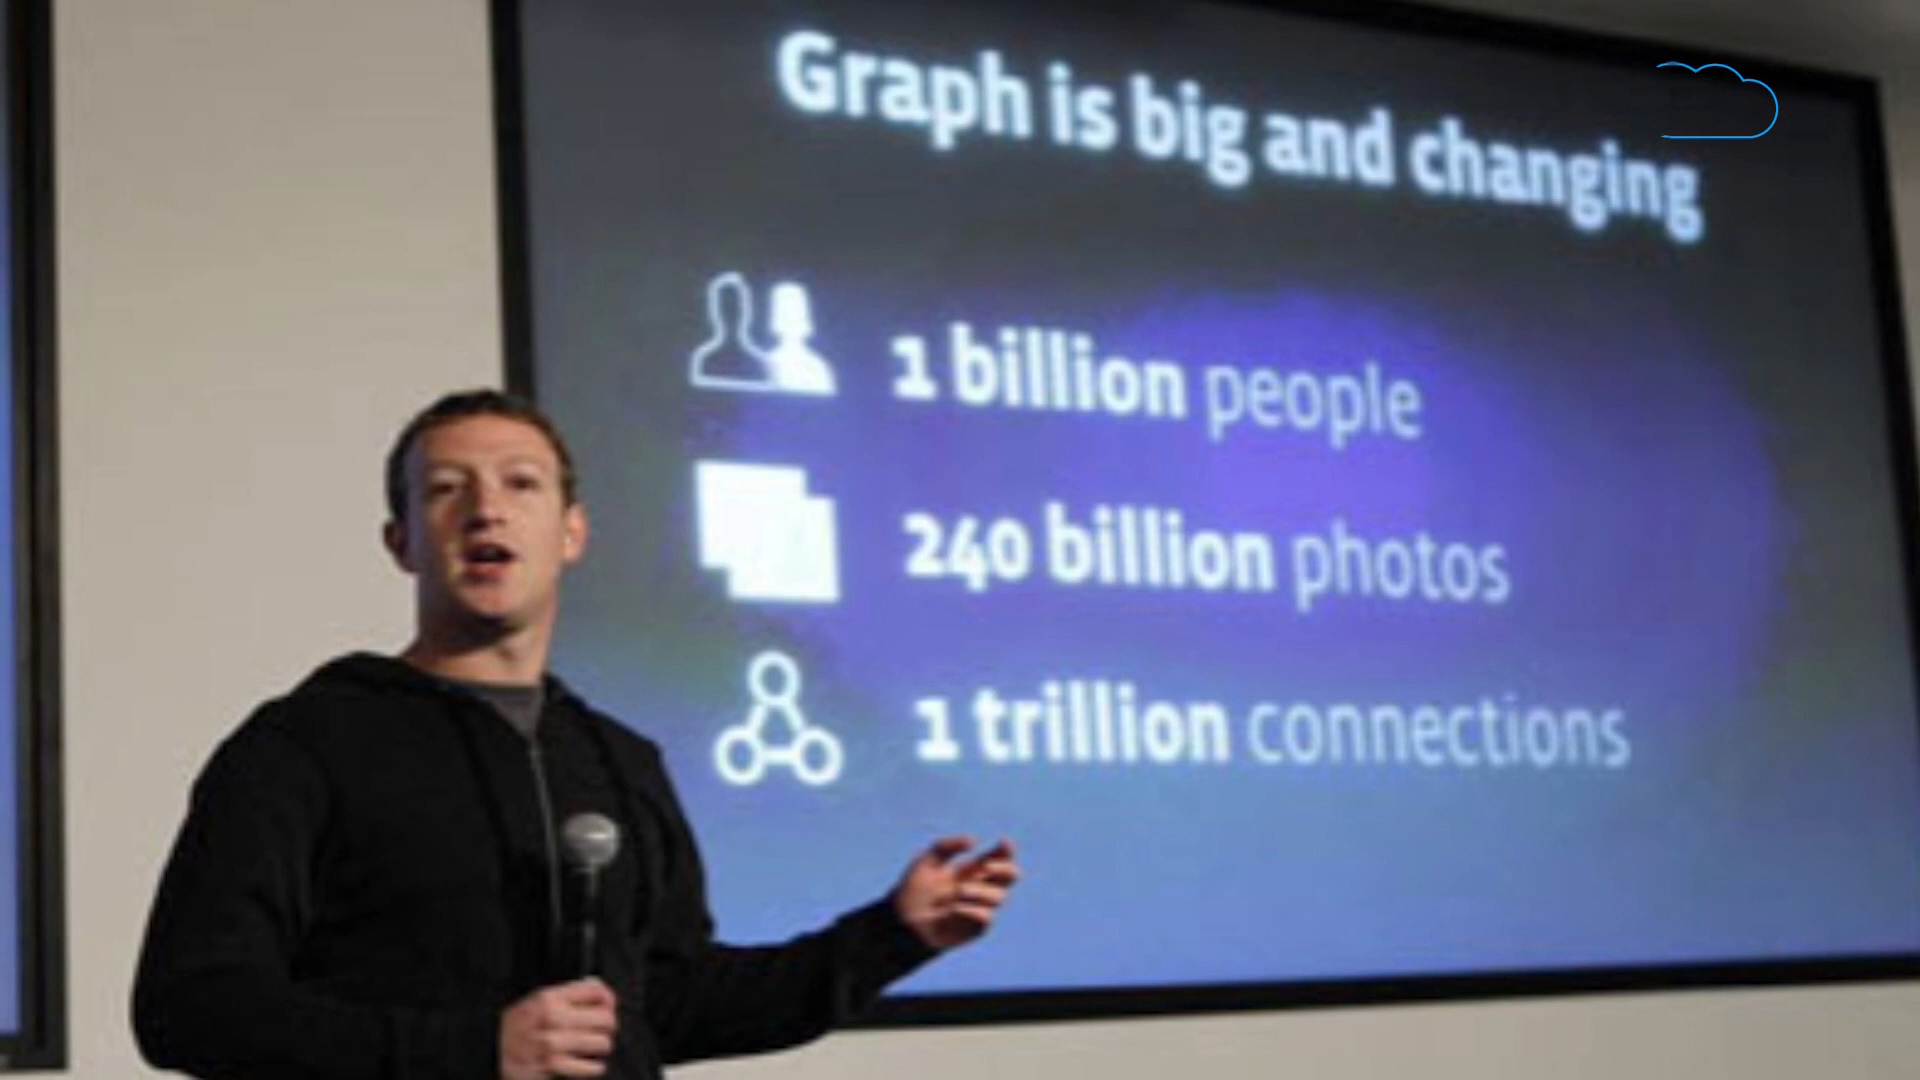 Graph is big and changing
1 billion people
240 billion photos
1 trillion connections